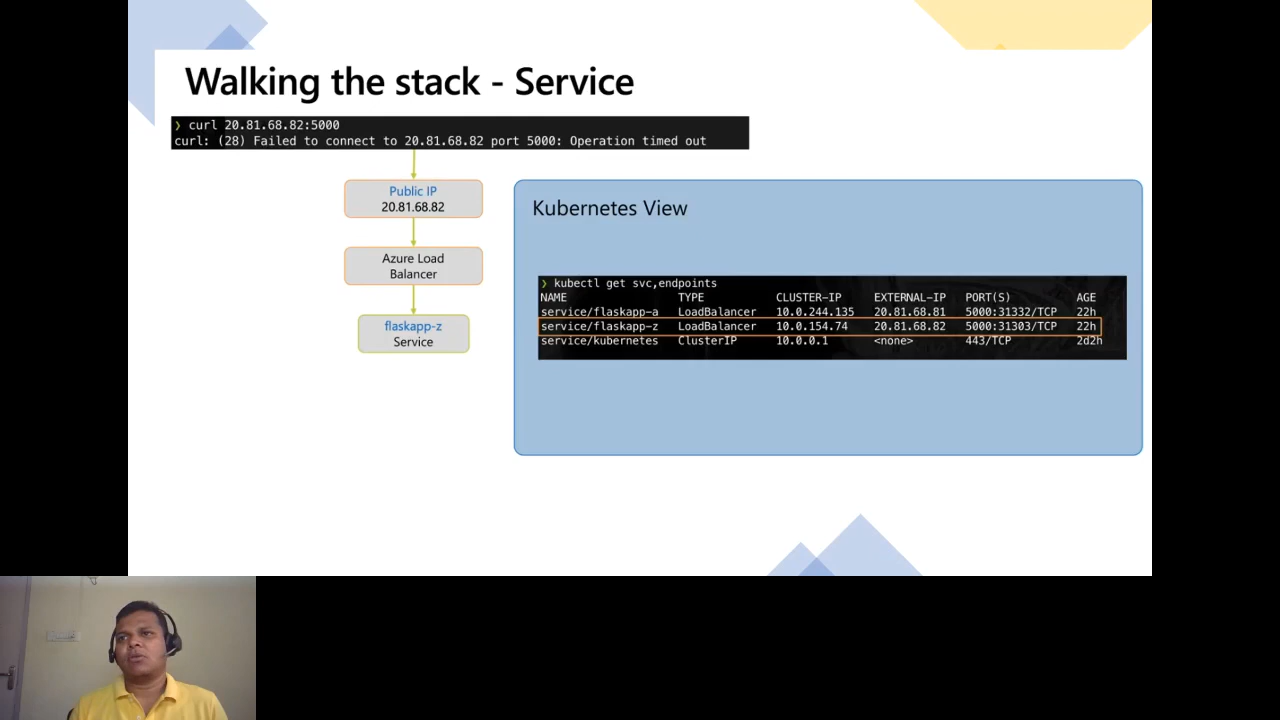 Walking the stack - Service
❯ curl 20.81.68.82:5000
curl: (28) Failed to connect to 20.81.68.82 port 5000: Operation timed out
Public IP
20.81.68.82
Azure Load
Balancer
flaskapp-z
Service
Kubernetes View
❯ kubectl get svc,endpoints
NAME TYPE CLUSTER-IP EXTERNAL-IP PORT(S) AGE
service/flaskapp-a LoadBalancer 10.0.244.135 20.81.68.81 5000:31332/TCP 22h
service/flaskapp-z LoadBalancer 10.0.154.74 20.81.68.82 5000:31303/TCP 22h
service/kubernetes ClusterIP 10.0.0.1 <none> 443/TCP 2d2h